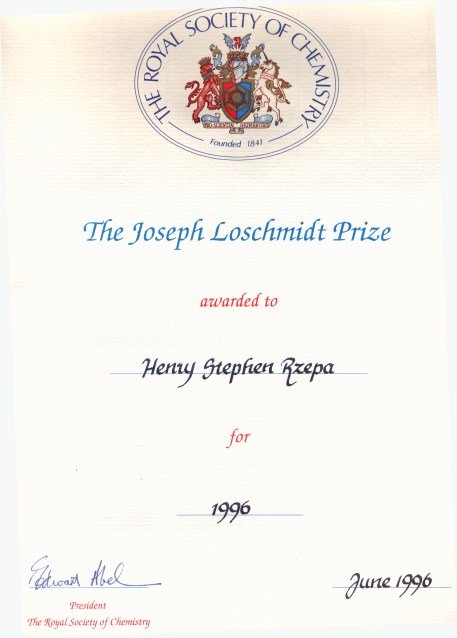 THE ROYAL SOCIETY OF CHEMISTRY
Founded 1841
The Joseph Loschmidt Prize
awarded to
Henry Stephen Rzepa
for
1996
1996
Edward Abel
June 1996
President
The Royal Society of Chemistry